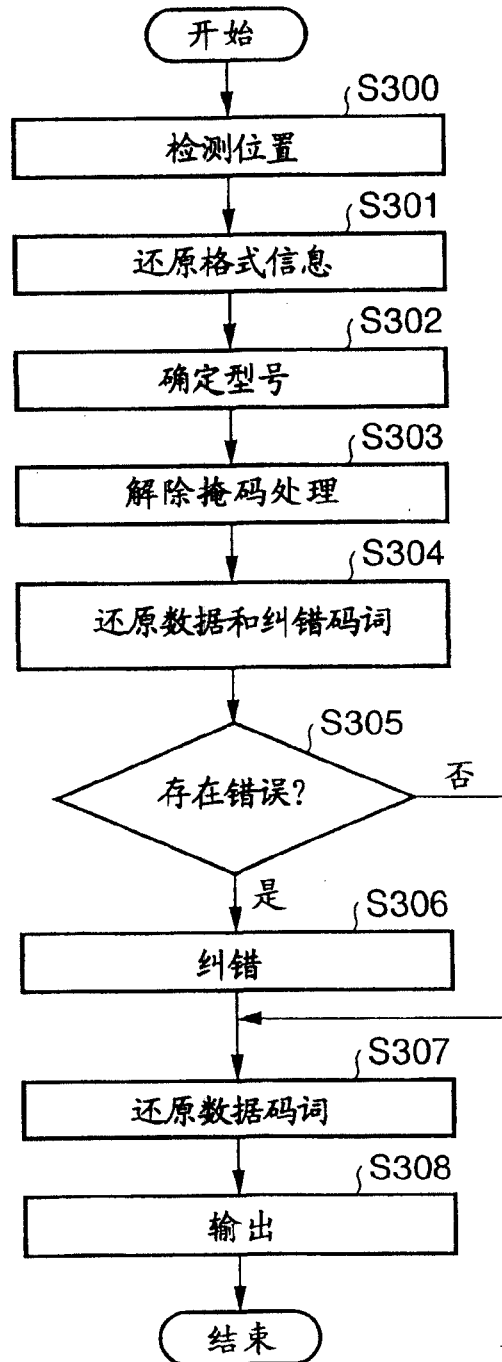 开始
S300
检测位置
S301
还原格式信息
S302
确定型号
S303
解除掩码处理
S304
还原数据和纠错码词
S305
存在错误?
否
是
S306
纠错
S307
还原数据码词
S308
输出
结束